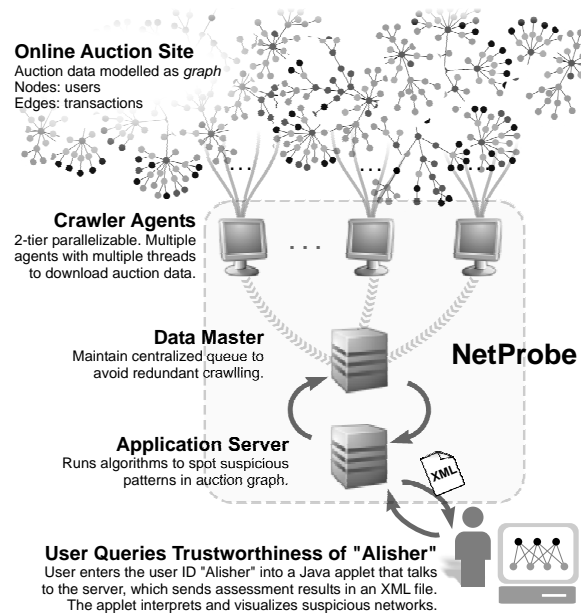 Online Auction Site
Auction data modelled as graph
Nodes: users
Edges: transactions
... ... ...
Crawler Agents
2-tier parallelizable. Multiple
agents with multiple threads
to download auction data.
. . .
Data Master
Maintain centralized queue to
avoid redundant crawlling.
NetProbe
Application Server
Runs algorithms to spot suspicious
patterns in auction graph.
XML
User Queries Trustworthiness of "Alisher"
User enters the user ID "Alisher" into a Java applet that talks
to the server, which sends assessment results in an XML file.
The applet interprets and visualizes suspicious networks.